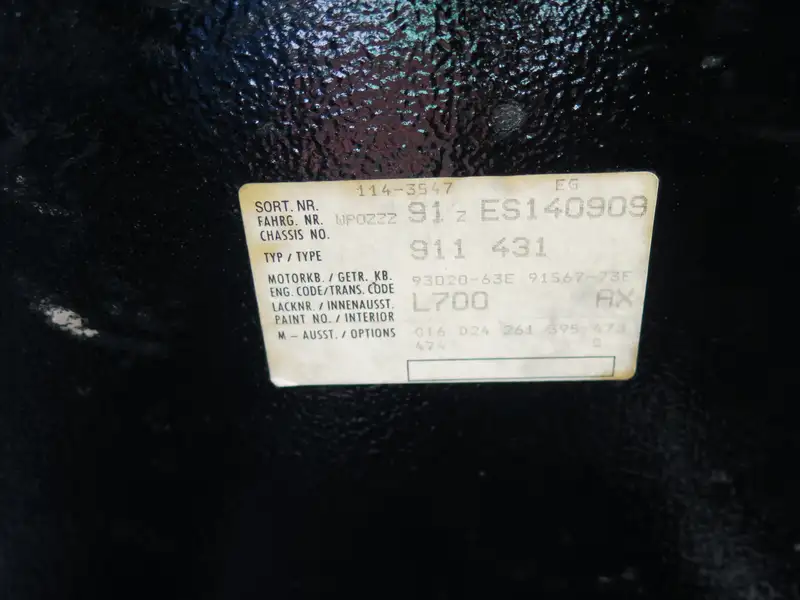 114-3547 EG
SORT. NR.
FAHRG. NR. WP0ZZZ 91 Z ES140909
CHASSIS NO.
TYP / TYPE 911 431
MOTORKB. / GETR. KB. 93020-63E 91567-73E
ENG. CODE/TRANS. CODE
LACKNR. / INNENAUSST. L700 AX
PAINT NO. / INTERIOR
M – AUSST. / OPTIONS 016 D24 261 395 473
474 S